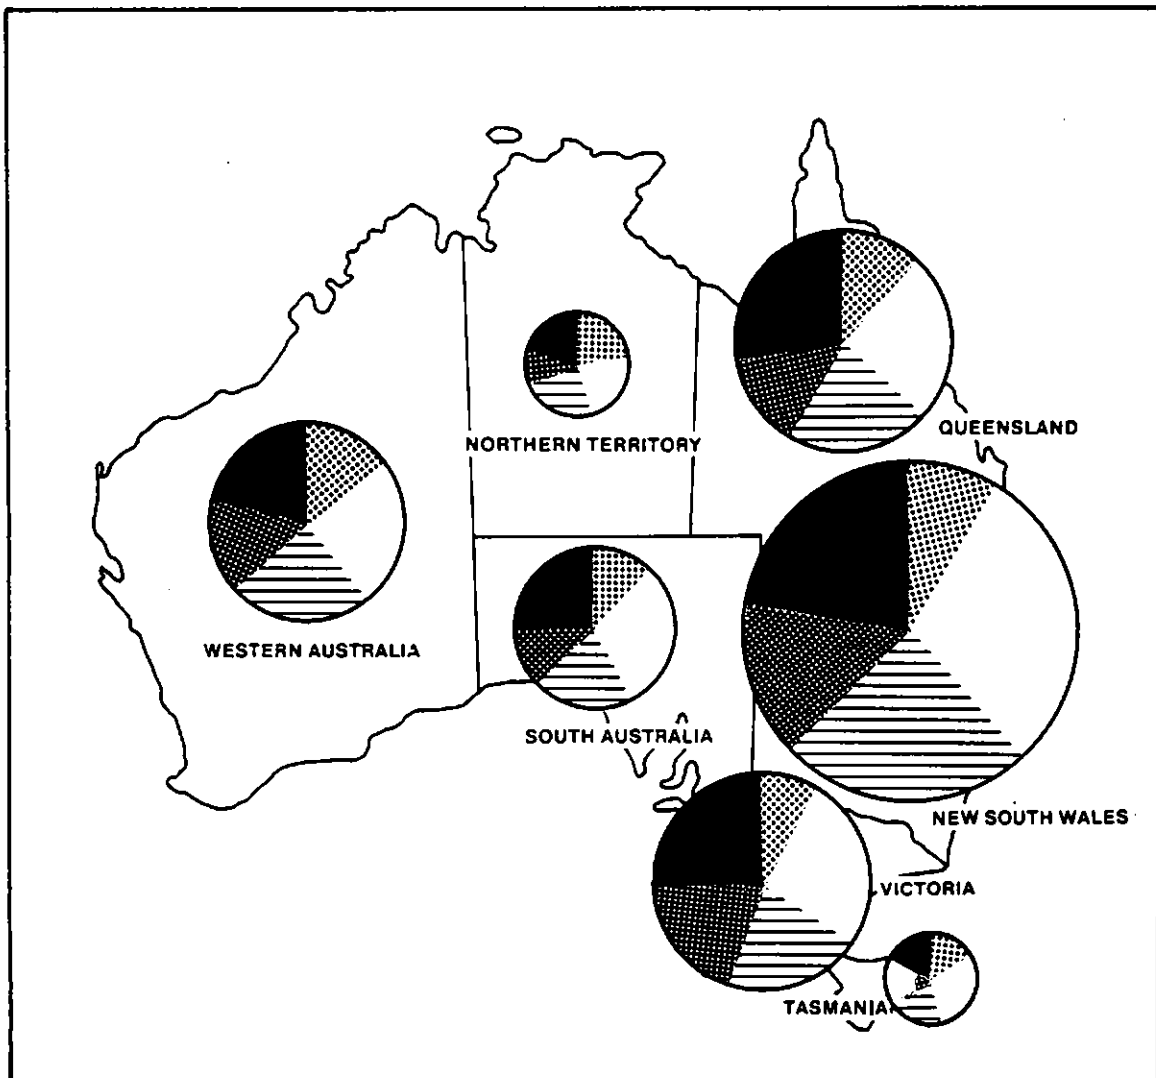 QUEENSLAND
NORTHERN TERRITORY
WESTERN AUSTRALIA
SOUTH AUSTRALIA
NEW SOUTH WALES
VICTORIA
TASMANIA